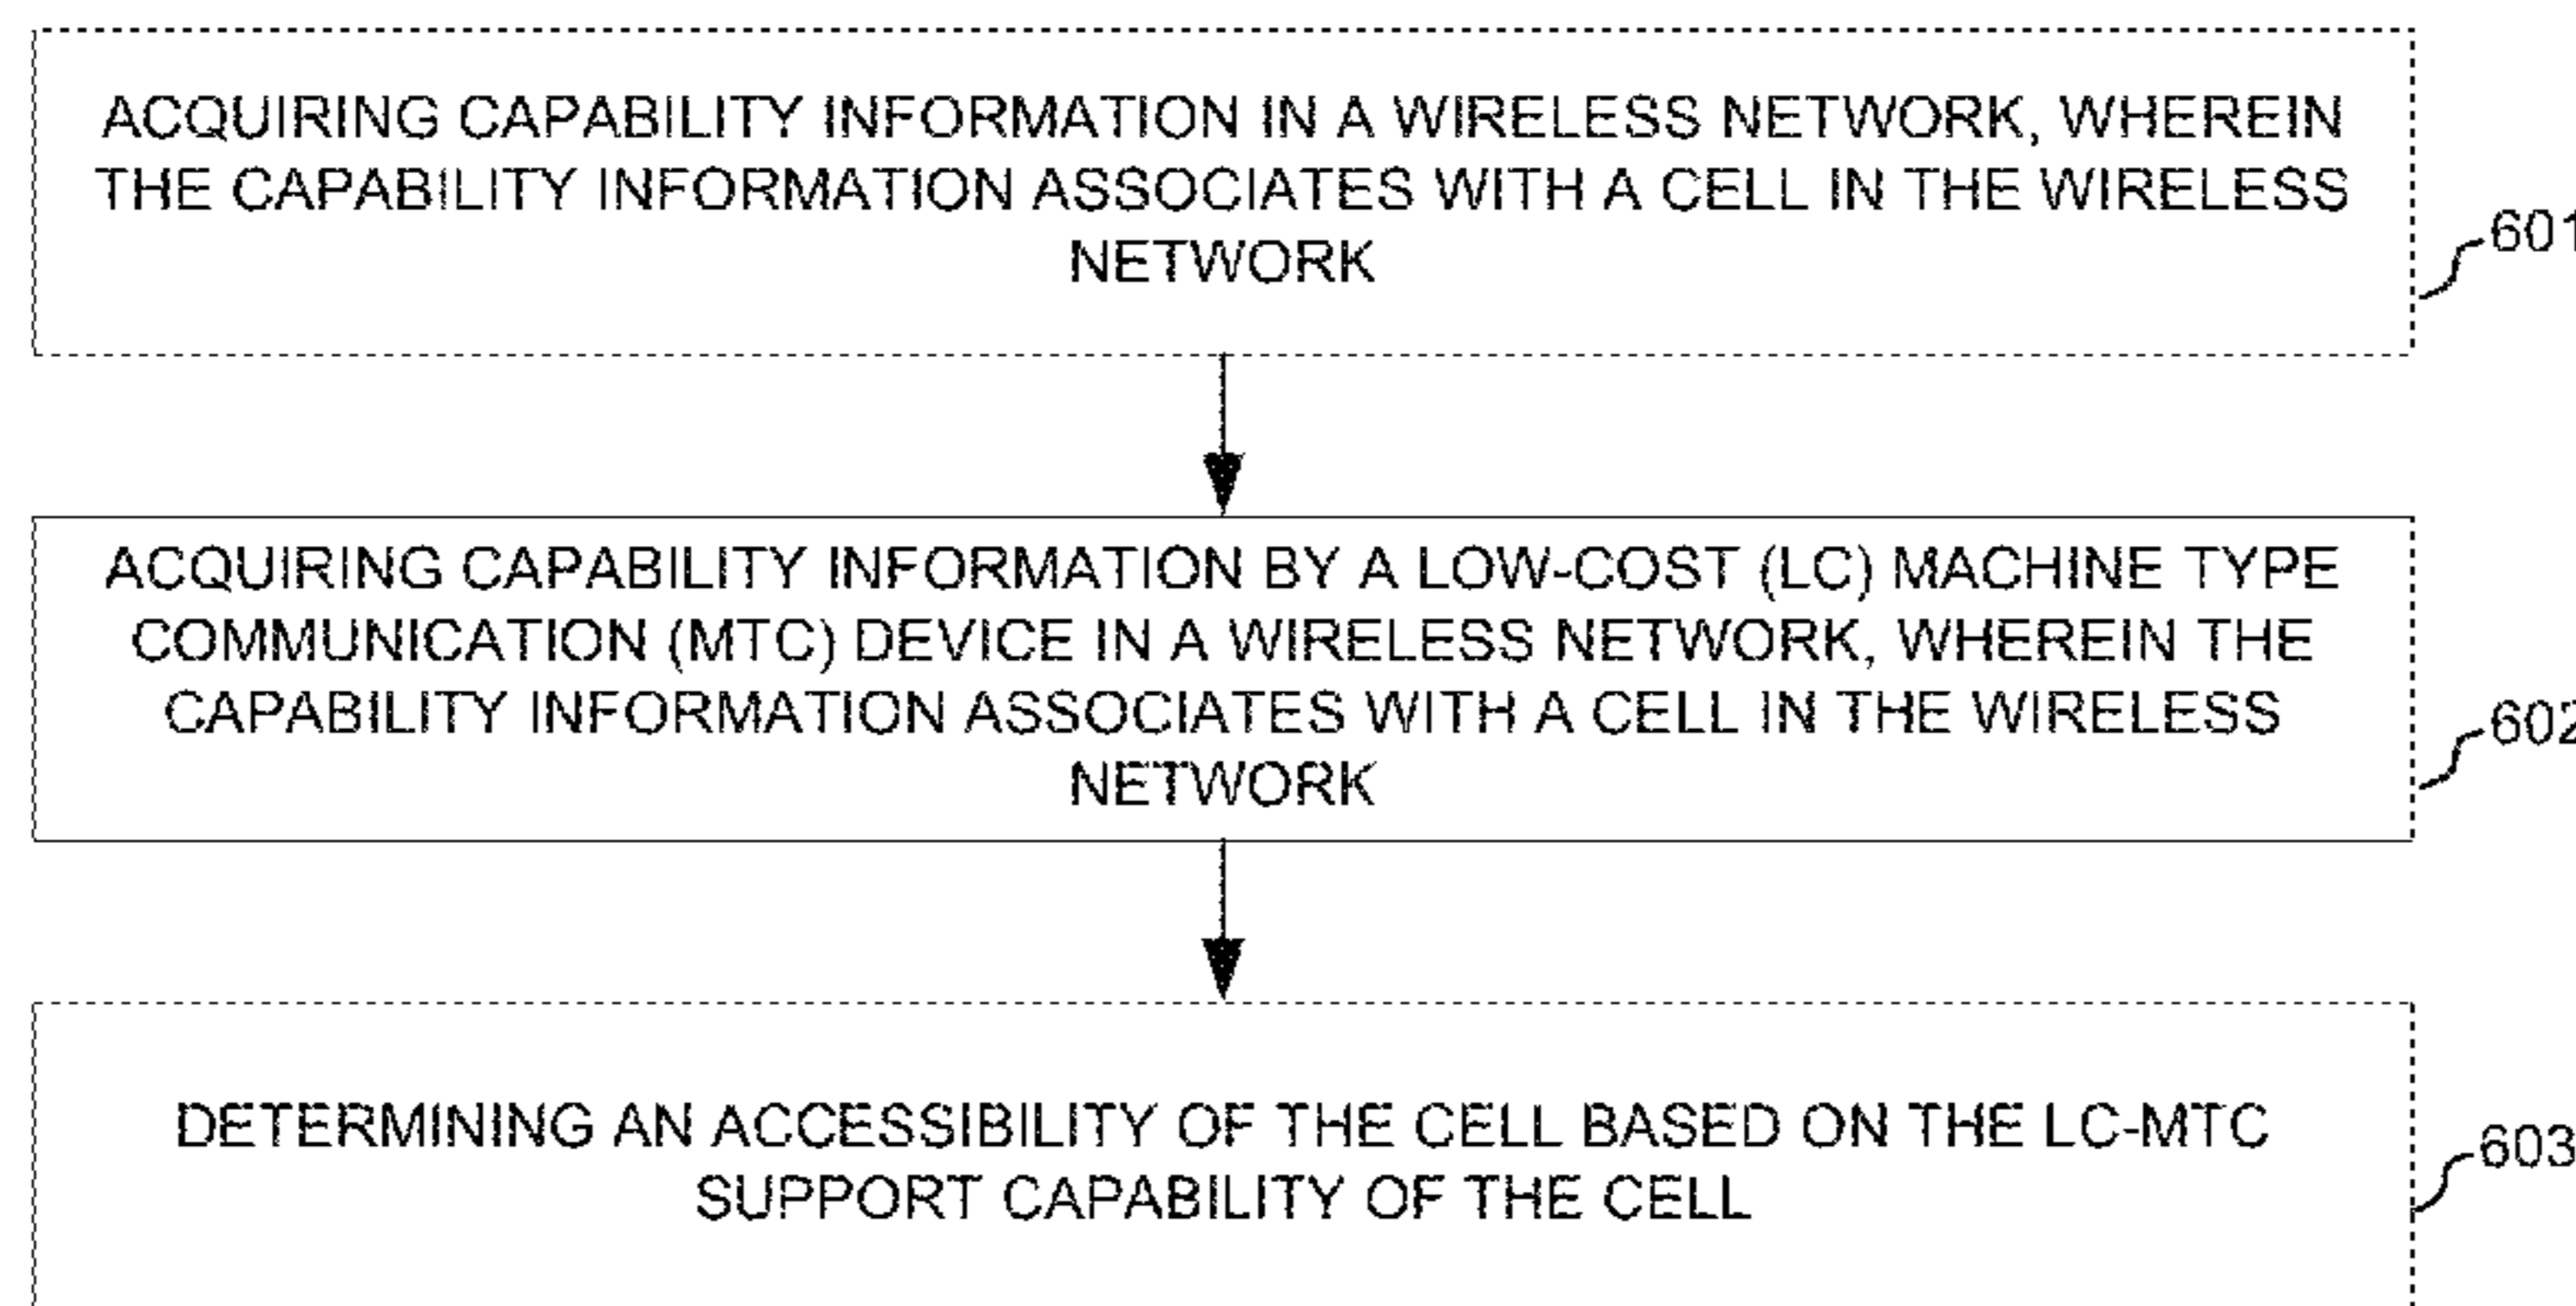 ACQUIRING CAPABILITY INFORMATION IN A WIRELESS NETWORK, WHEREIN
THE CAPABILITY INFORMATION ASSOCIATES WITH A CELL IN THE WIRELESS
NETWORK
601
ACQUIRING CAPABILITY INFORMATION BY A LOW-COST (LC) MACHINE TYPE
COMMUNICATION (MTC) DEVICE IN A WIRELESS NETWORK, WHEREIN THE
CAPABILITY INFORMATION ASSOCIATES WITH A CELL IN THE WIRELESS
NETWORK
602
DETERMINING AN ACCESSIBILITY OF THE CELL BASED ON THE LC-MTC
SUPPORT CAPABILITY OF THE CELL
603